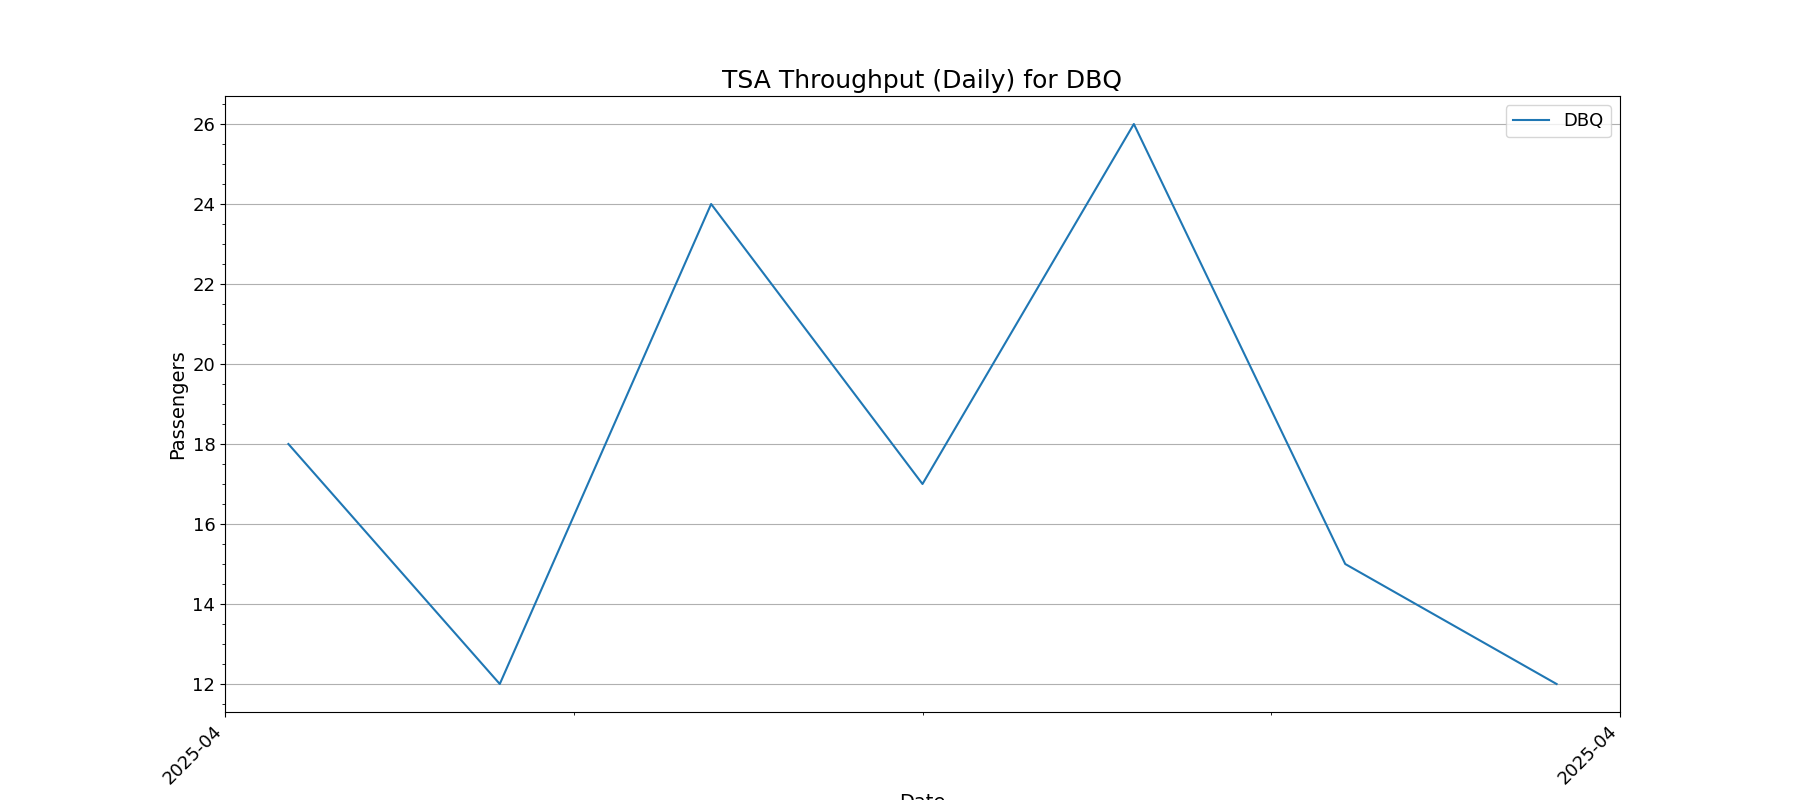 TSA Throughput (Daily) for DBQ
DBQ
26
24
22
20
18
16
14
12
Passengers
2025-04
2025-04
Date